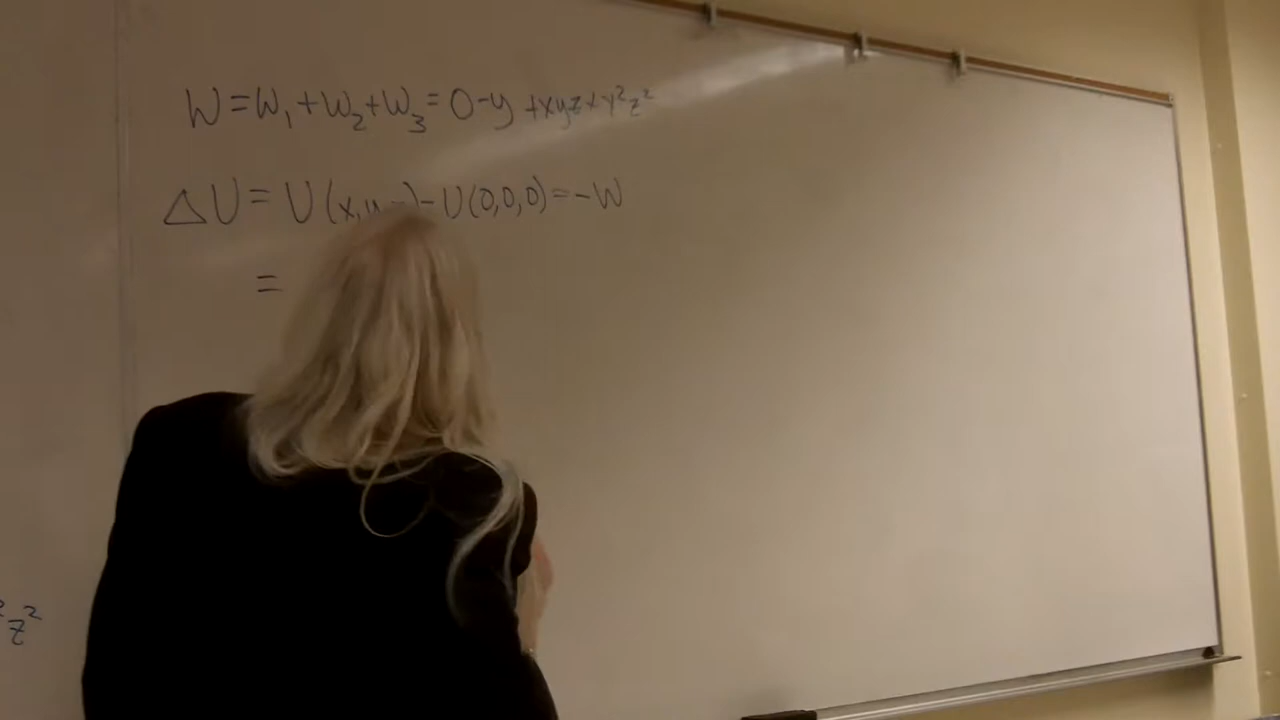 W = W₁ + W₂ + W₃ = 0 - y + xyz + y²z²
ΔU = U(x,y, ) - U(0,0,0) = -W
=
z²